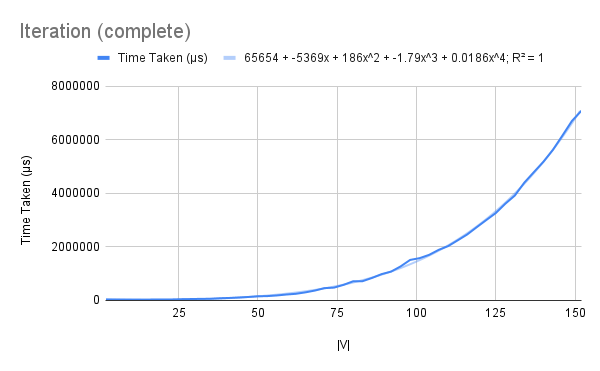 Iteration (complete)
Time Taken (µs) 65654 + -5369x + 186x^2 + -1.79x^3 + 0.0186x^4; R² = 1
8000000
6000000
4000000
2000000
0
Time Taken (µs)
25 50 75 100 125 150
|V|